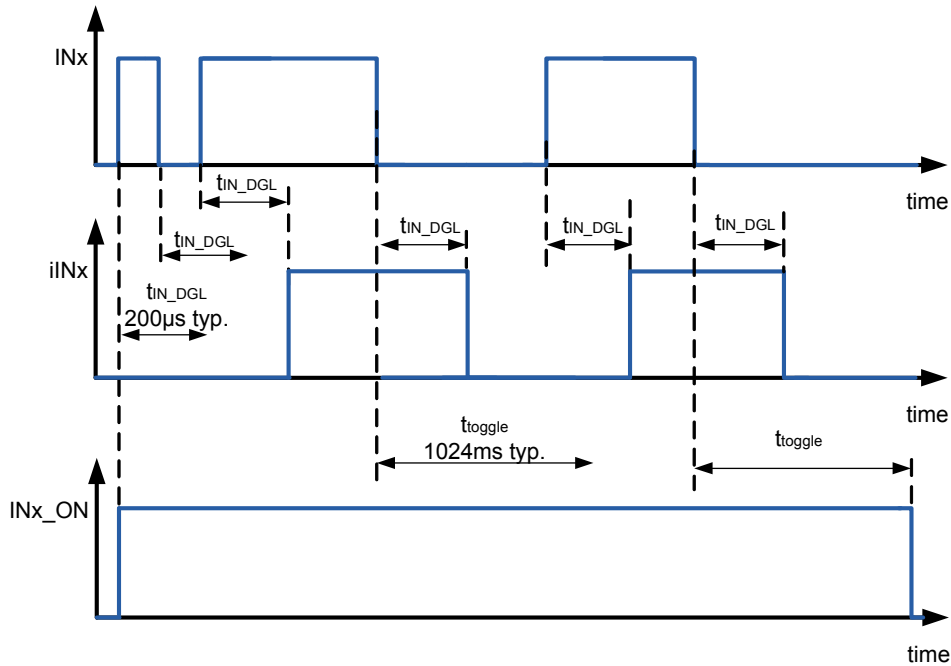 INx
time
tIN_DGL
tIN_DGL
tIN_DGL
tIN_DGL
tIN_DGL
iINx
tIN_DGL
200µs typ.
time
ttoggle
1024ms typ.
ttoggle
INx_ON
time